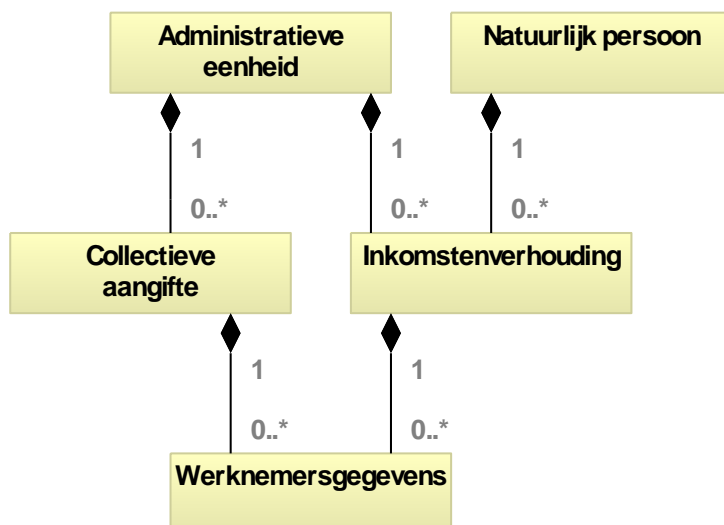 Administratieve
eenheid
Natuurlijk persoon
1
1
1
0..*
0..*
0..*
Collectieve
aangifte
Inkomstenverhouding
1
1
0..*
0..*
Werknemersgegevens